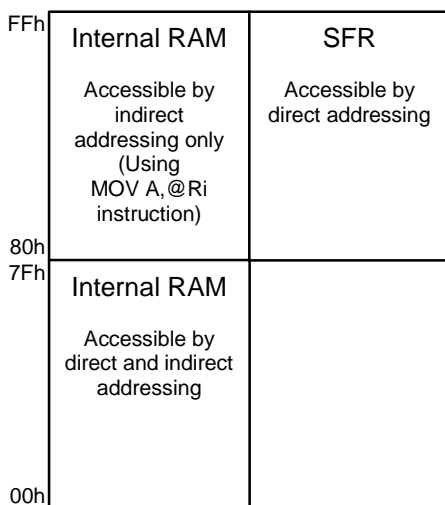 FFh
Internal RAM
Accessible by
indirect
addressing only
(Using
MOV A,@Ri
instruction)
SFR
Accessible by
direct addressing
80h
7Fh
Internal RAM
Accessible by
direct and indirect
addressing
00h